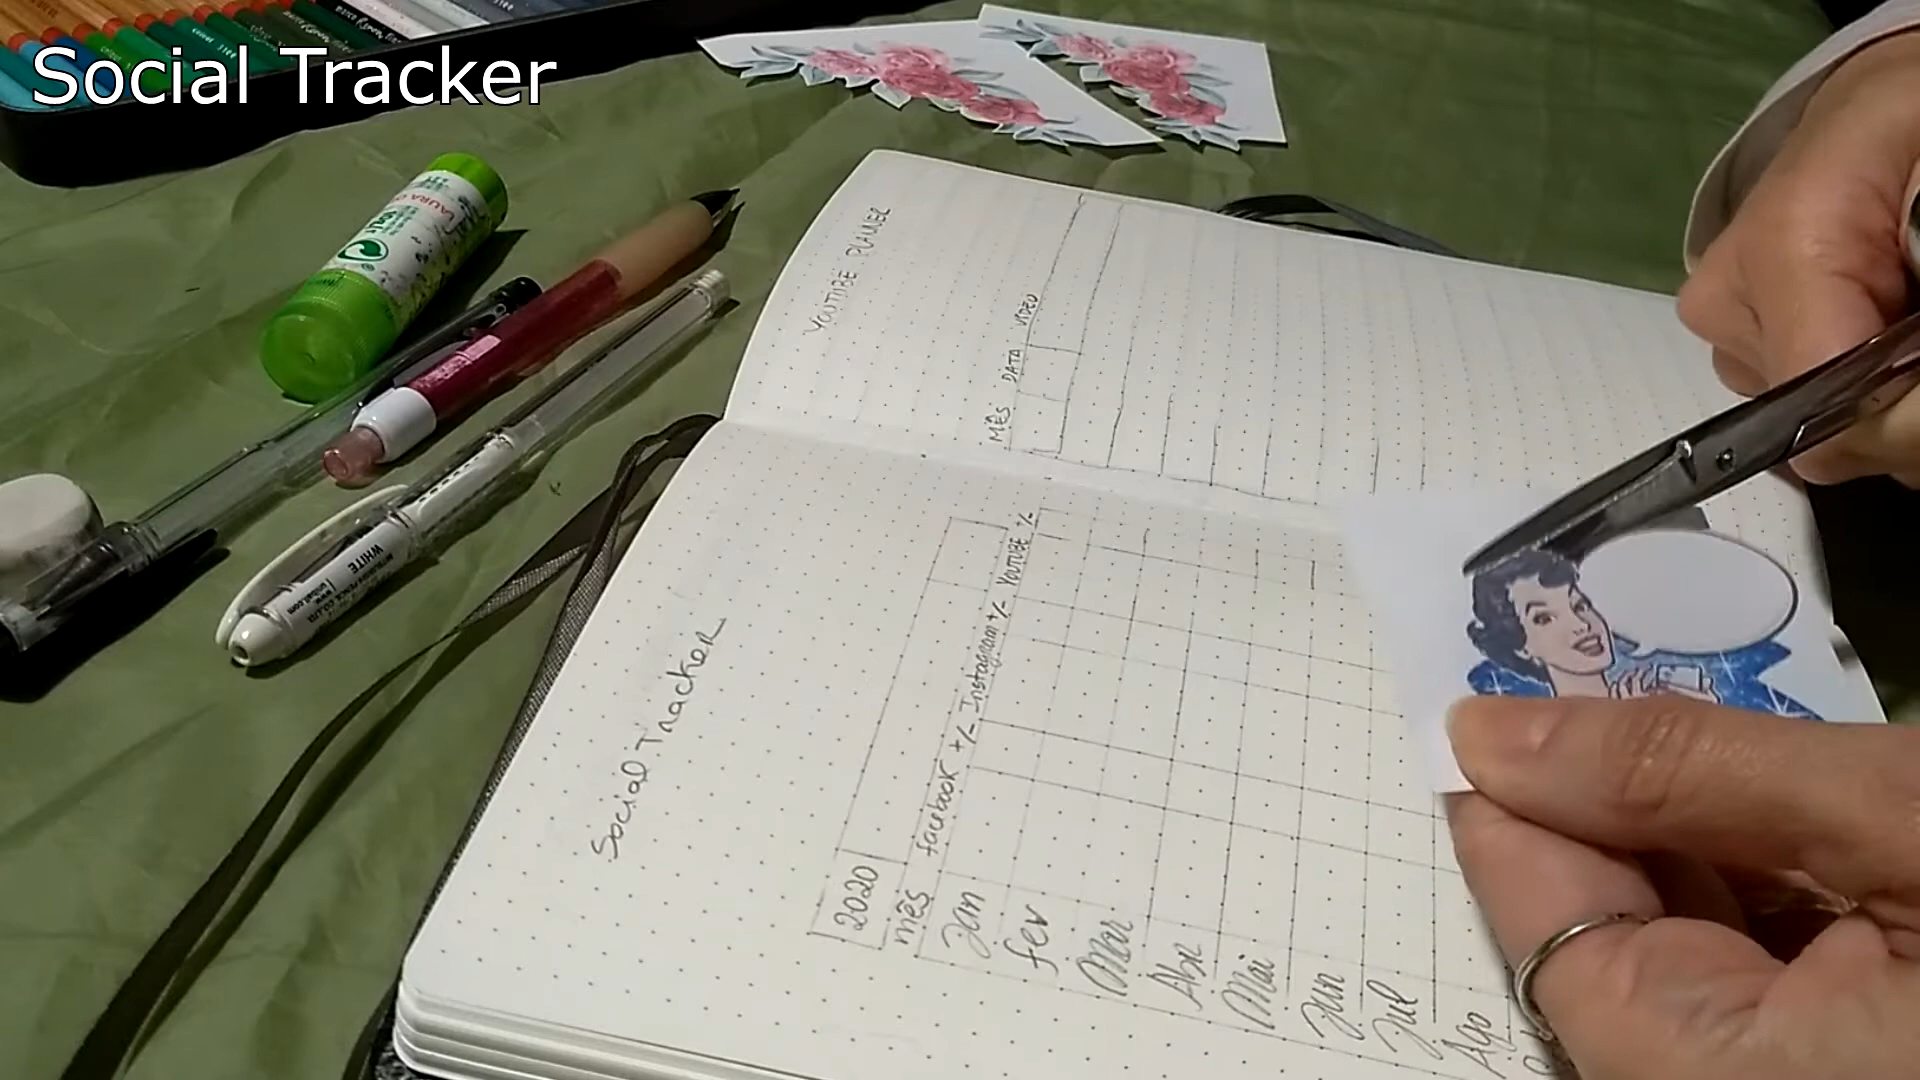 Social Tracker
YOUTUBE PLANNER
MÊS DATA VÍDEO
Social Tracker
2020
mês facebook +/- Instagram +/- YOUTUBE %
Jan
fev
Mar
Abr
Mai
Jun
Jul
Ago
WHITE